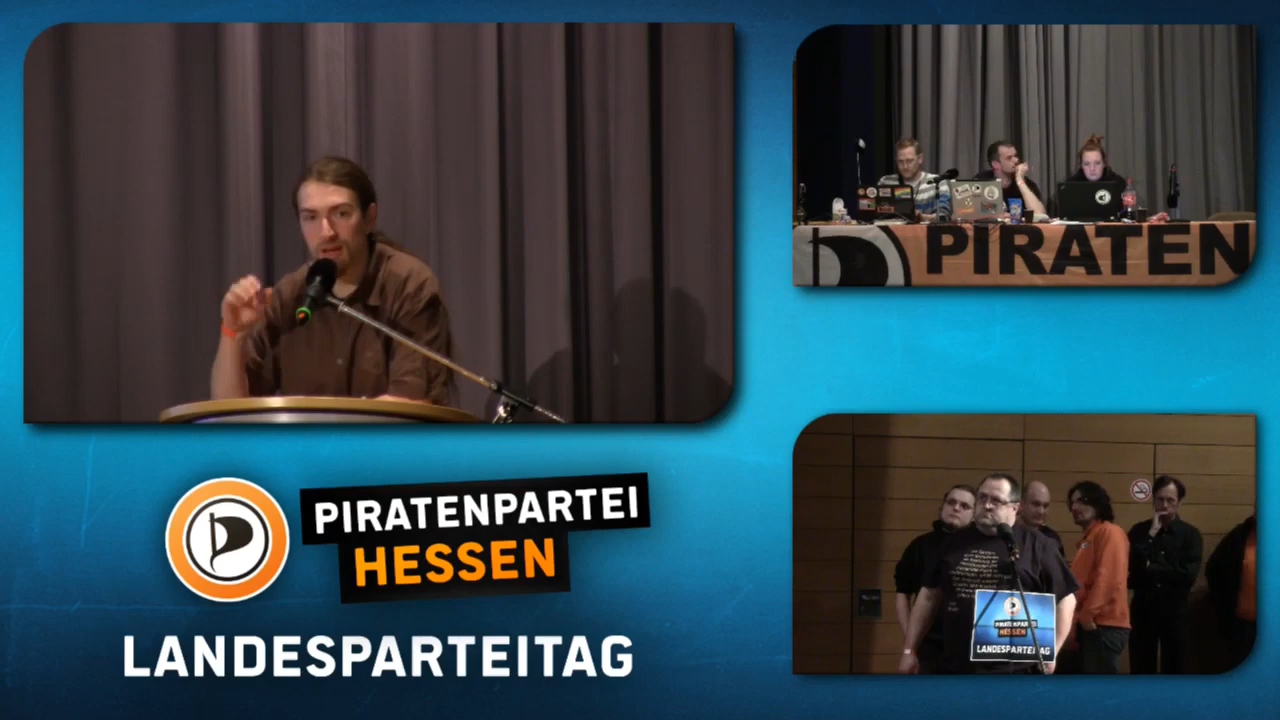 PIRATEN
PIRATENPARTEI
HESSEN
LANDESPARTEITAG
PIRATENPARTEI
HESSEN
LANDESPARTEITAG